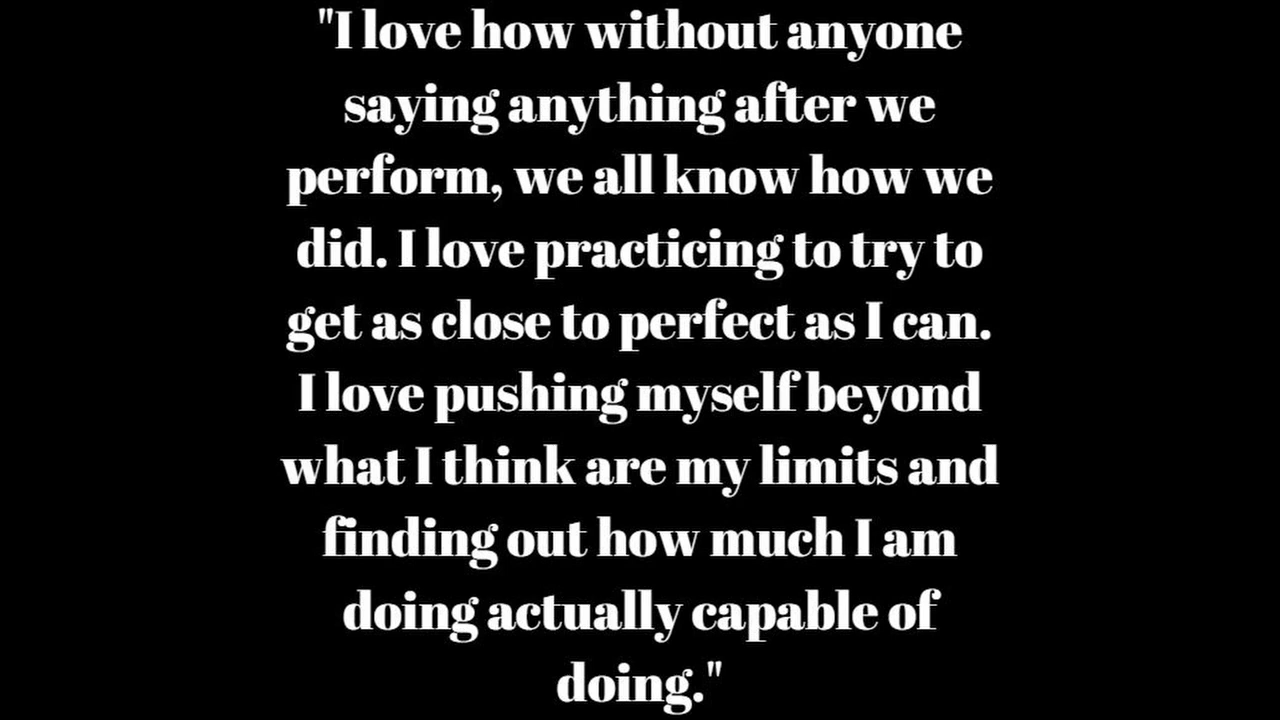 "I love how without anyone
saying anything after we
perform, we all know how we
did. I love practicing to try to
get as close to perfect as I can.
I love pushing myself beyond
what I think are my limits and
finding out how much I am
doing actually capable of
doing."